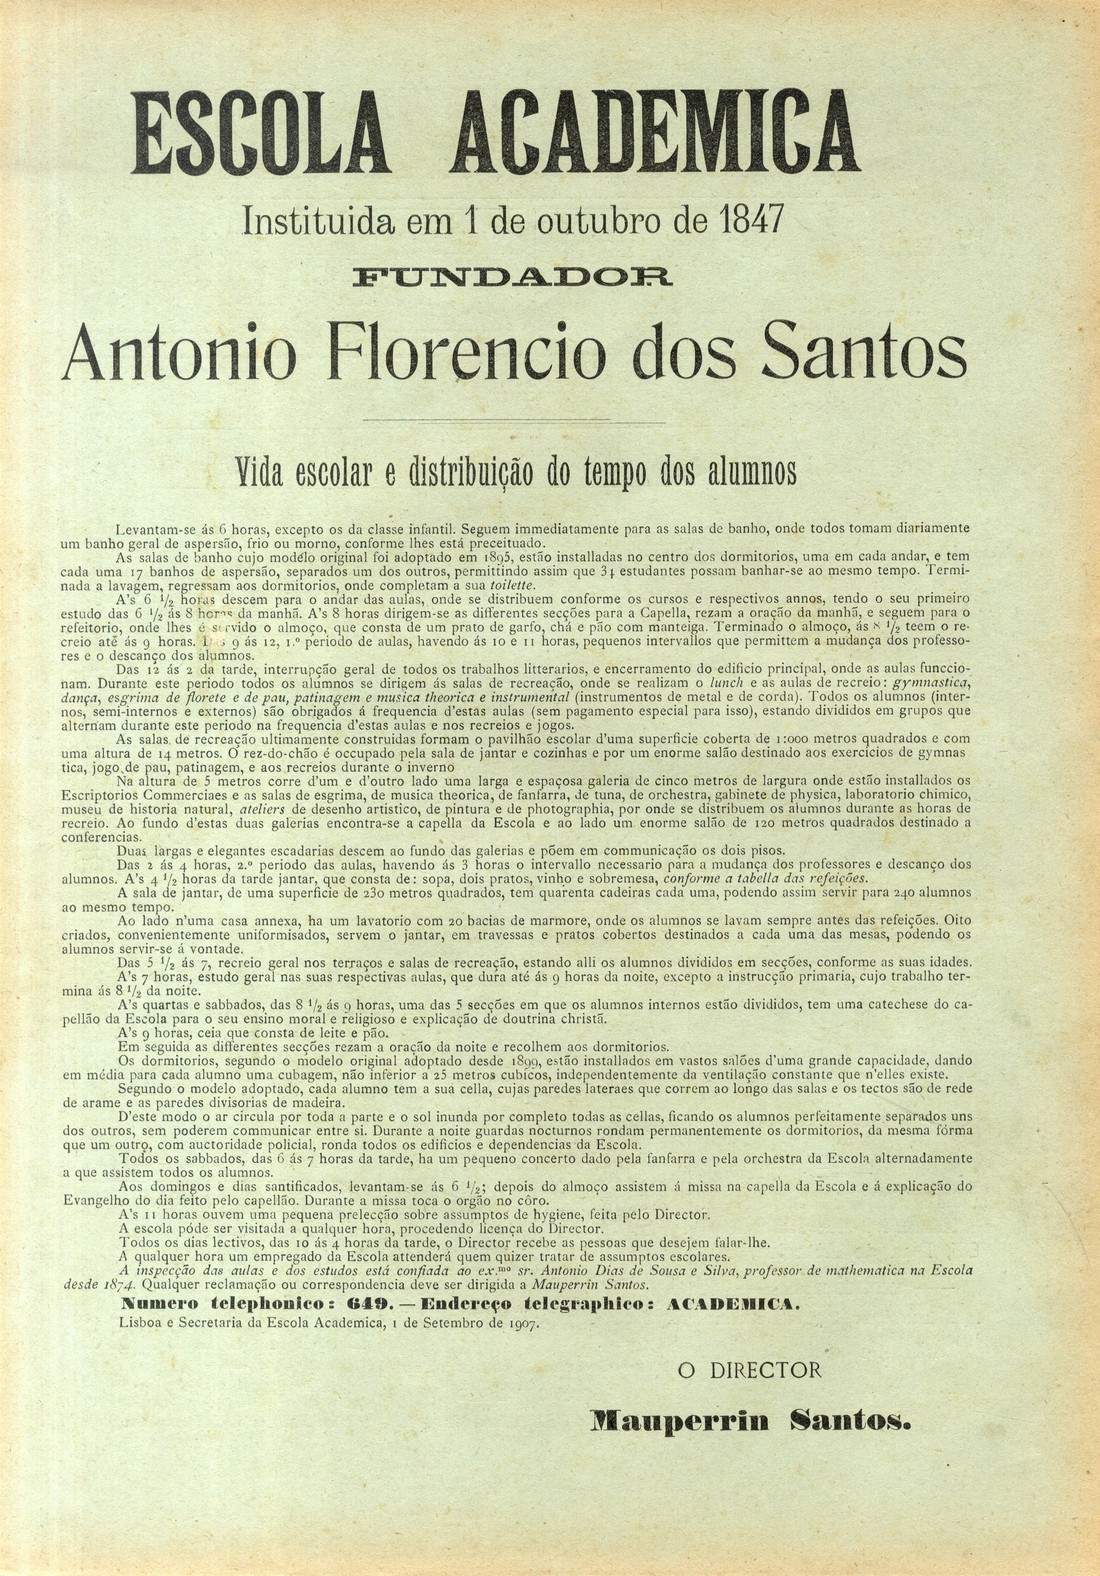 ESCOLA ACADEMICA
Instituida em 1 de outubro de 1847
FUNDADOR
Antonio Florencio dos Santos
Vida escolar e distribuição do tempo dos alumnos
Levantam-se ás 6 horas, excepto os da classe infantil. Seguem immediatamente para as salas de banho, onde todos tomam diariamente
um banho geral de aspersão, frio ou morno, conforme lhes está preceituado.
As salas de banho cujo modêlo original foi adoptado em 1895, estão installadas no centro dos dormitorios, uma em cada andar, e tem
cada uma 17 banhos de aspersão, separados um dos outros, permittindo assim que 34 estudantes possam banhar-se ao mesmo tempo. Termi-
nada a lavagem, regressam aos dormitorios, onde completam a sua toilette.
A's 6 1/2 horas descem para o andar das aulas, onde se distribuem conforme os cursos e respectivos annos, tendo o seu primeiro
estudo das 6 1/2 ás 8 horas da manhã. A's 8 horas dirigem-se as differentes secções para a Capella, rezam a oração da manhã, e seguem para o
refeitorio, onde lhes é servido o almoço, que consta de um prato de garfo, chá e pão com manteiga. Terminado o almoço, ás 8 1/2 teem o re-
creio até ás 9 horas. Das 9 ás 12, 1.º periodo de aulas, havendo ás 10 e 11 horas, pequenos intervallos que permittem a mudança dos professo-
res e o descanço dos alumnos.
Das 12 ás 2 da tarde, interrupção geral de todos os trabalhos litterarios, e encerramento do edificio principal, onde as aulas funccio-
nam. Durante este periodo todos os alumnos se dirigem ás salas de recreação, onde se realizam o lunch e as aulas de recreio: gymnastica,
dança, esgrima de florete e de pau, patinagem e musica theorica e instrumental (instrumentos de metal e de corda). Todos os alumnos (inter-
nos, semi-internos e externos) são obrigados á frequencia d'estas aulas (sem pagamento especial para isso), estando divididos em grupos que
alternam durante este periodo na frequencia d'estas aulas e nos recreios e jogos.
As salas de recreação ultimamente construidas formam o pavilhão escolar d'uma superficie coberta de 1:000 metros quadrados e com
uma altura de 14 metros. O rez-do-chão é occupado pela sala de jantar e cozinhas e por um enorme salão destinado aos exercicios de gymnas
tica, jogo de pau, patinagem, e aos recreios durante o inverno
Na altura de 5 metros corre d'um e d'outro lado uma larga e espaçosa galeria de cinco metros de largura onde estão installados os
Escriptorios Commerciaes e as salas de esgrima, de musica theorica, de fanfarra, de tuna, de orchestra, gabinete de physica, laboratorio chimico,
museu de historia natural, ateliers de desenho artistico, de pintura e de photographia, por onde se distribuem os alumnos durante as horas de
recreio. Ao fundo d'estas duas galerias encontra-se a capella da Escola e ao lado um enorme salão de 120 metros quadrados destinado a
conferencias.
Duas largas e elegantes escadarias descem ao fundo das galerias e põem em communicação os dois pisos.
Das 2 ás 4 horas, 2.º periodo das aulas, havendo ás 3 horas o intervallo necessario para a mudança dos professores e descanço dos
alumnos. A's 4 1/2 horas da tarde jantar, que consta de: sopa, dois pratos, vinho e sobremesa, conforme a tabella das refeições.
A sala de jantar, de uma superficie de 230 metros quadrados, tem quarenta cadeiras cada uma, podendo assim servir para 240 alumnos
ao mesmo tempo.
Ao lado n'uma casa annexa, ha um lavatorio com 20 bacias de marmore, onde os alumnos se lavam sempre antes das refeições. Oito
criados, convenientemente uniformisados, servem o jantar, em travessas e pratos cobertos destinados a cada uma das mesas, podendo os
alumnos servir-se á vontade.
Das 5 1/2 ás 7, recreio geral nos terraços e salas de recreação, estando alli os alumnos divididos em secções, conforme as suas idades.
A's 7 horas, estudo geral nas suas respectivas aulas, que dura até ás 9 horas da noite, excepto a instrucção primaria, cujo trabalho ter-
mina ás 8 1/2 da noite.
A's quartas e sabbados, das 8 1/2 ás 9 horas, uma das 5 secções em que os alumnos internos estão divididos, tem uma catechese do ca-
pellão da Escola para o seu ensino moral e religioso e explicação de doutrina christã.
A's 9 horas, ceia que consta de leite e pão.
Em seguida as differentes secções rezam a oração da noite e recolhem aos dormitorios.
Os dormitorios, segundo o modelo original adoptado desde 1899, estão installados em vastos salões d'uma grande capacidade, dando
em média para cada alumno uma cubagem, não inferior a 25 metros cubicos, independentemente da ventilação constante que n'elles existe.
Segundo o modelo adoptado, cada alumno tem a sua cella, cujas paredes lateraes que correm ao longo das salas e os tectos são de rede
de arame e as paredes divisorias de madeira.
D'este modo o ar circula por toda a parte e o sol inunda por completo todas as cellas, ficando os alumnos perfeitamente separados uns
dos outros, sem poderem communicar entre si. Durante a noite guardas nocturnos rondam permanentemente os dormitorios, da mesma fórma
que um outro, com auctoridade policial, ronda todos os edificios e dependencias da Escola.
Todos os sabbados, das 6 ás 7 horas da tarde, ha um pequeno concerto dado pela fanfarra e pela orchestra da Escola alternadamente
a que assistem todos os alumnos.
Aos domingos e dias santificados, levantam-se ás 6 1/2; depois do almoço assistem á missa na capella da Escola e á explicação do
Evangelho do dia feito pelo capellão. Durante a missa toca o orgão no côro.
A's 11 horas ouvem uma pequena prelecção sobre assumptos de hygiene, feita pelo Director.
A escola póde ser visitada a qualquer hora, procedendo licença do Director.
Todos os dias lectivos, das 10 ás 4 horas da tarde, o Director recebe as pessoas que desejem falar-lhe.
A qualquer hora um empregado da Escola attenderá quem quizer tratar de assumptos escolares.
A inspecção das aulas e dos estudos está confiada ao ex.mo sr. Antonio Dias de Sousa e Silva, professor de mathematica na Escola
desde 1874. Qualquer reclamação ou correspondencia deve ser dirigida a Mauperrin Santos.
Numero telephonico: 649. — Endereço telegraphico: ACADEMICA.
Lisboa e Secretaria da Escola Academica, 1 de Setembro de 1907.
O DIRECTOR
Mauperrin Santos.